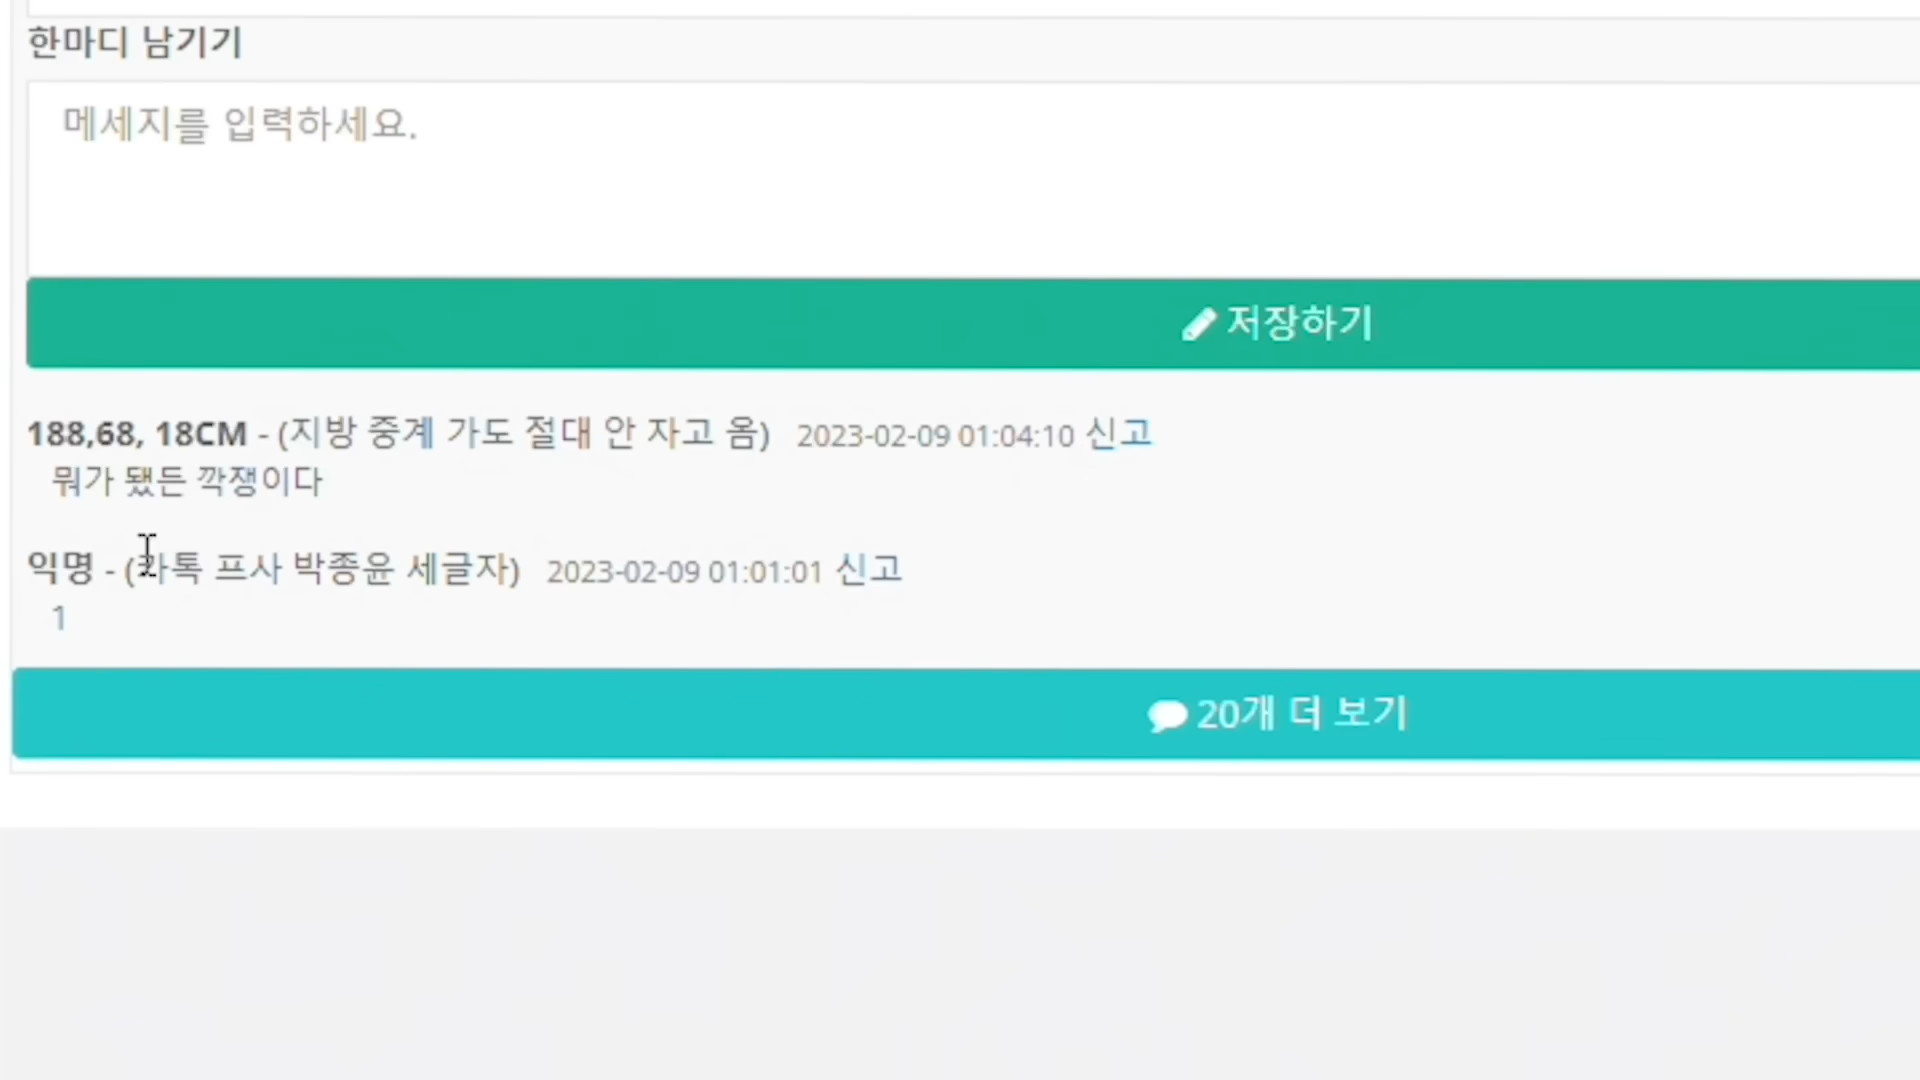 한마디 남기기
메세지를 입력하세요.
저장하기
188,68, 18CM - (지방 중계 가도 절대 안 자고 옴) 2023-02-09 01:04:10 신고
뭐가 됐든 깍쟁이다
익명 - (카톡 프사 박종윤 세글자) 2023-02-09 01:01:01 신고
1
20개 더 보기